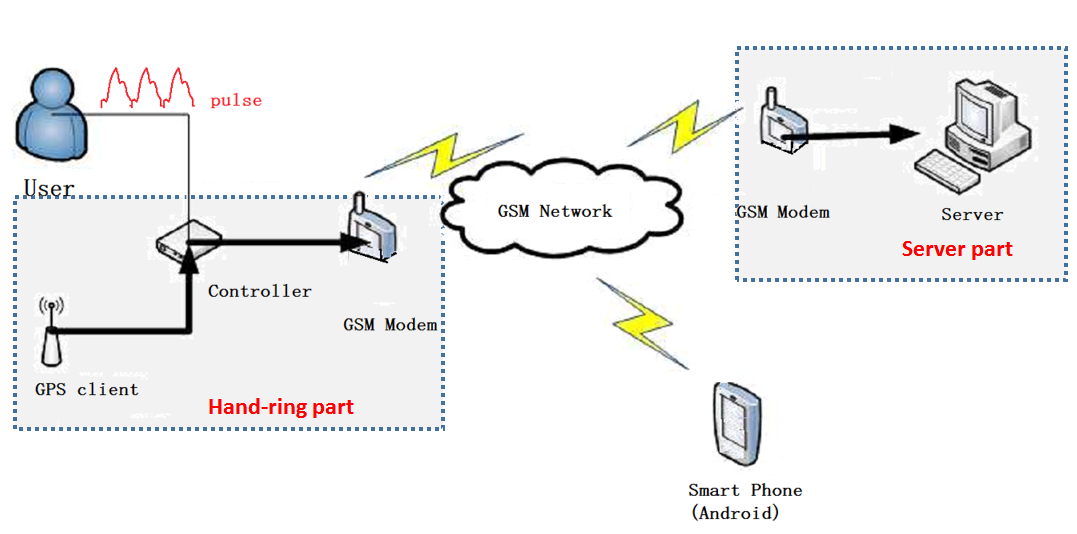 pulse
User
GSM Network
GSM Modem
Server
Server part
Controller
GSM Modem
GPS client
Hand-ring part
Smart Phone
(Android)